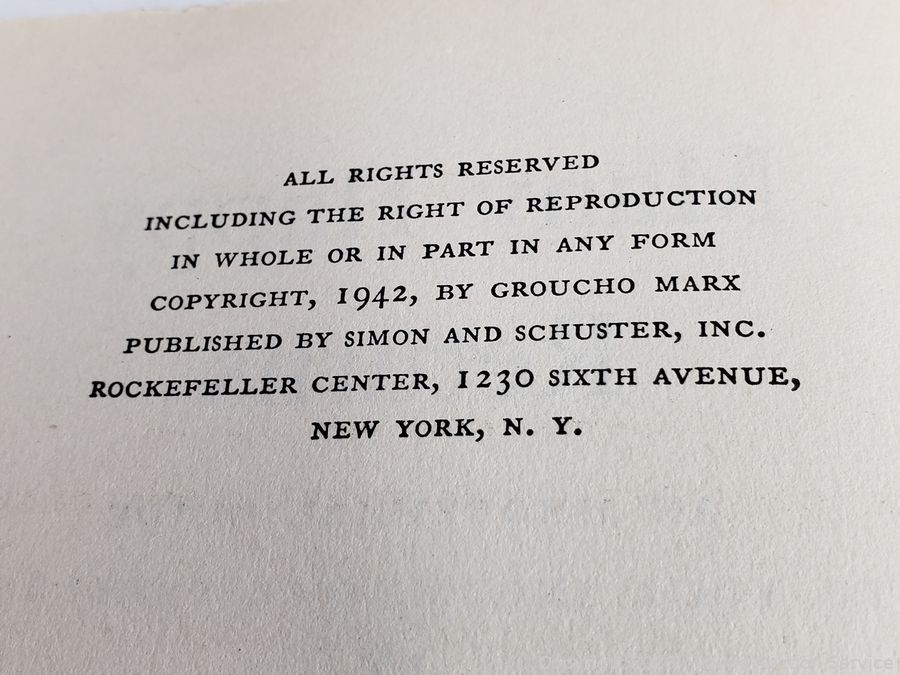 ALL RIGHTS RESERVED
INCLUDING THE RIGHT OF REPRODUCTION
IN WHOLE OR IN PART IN ANY FORM
COPYRIGHT, 1942, BY GROUCHO MARX
PUBLISHED BY SIMON AND SCHUSTER, INC.
ROCKEFELLER CENTER, 1230 SIXTH AVENUE,
NEW YORK, N. Y.
Service